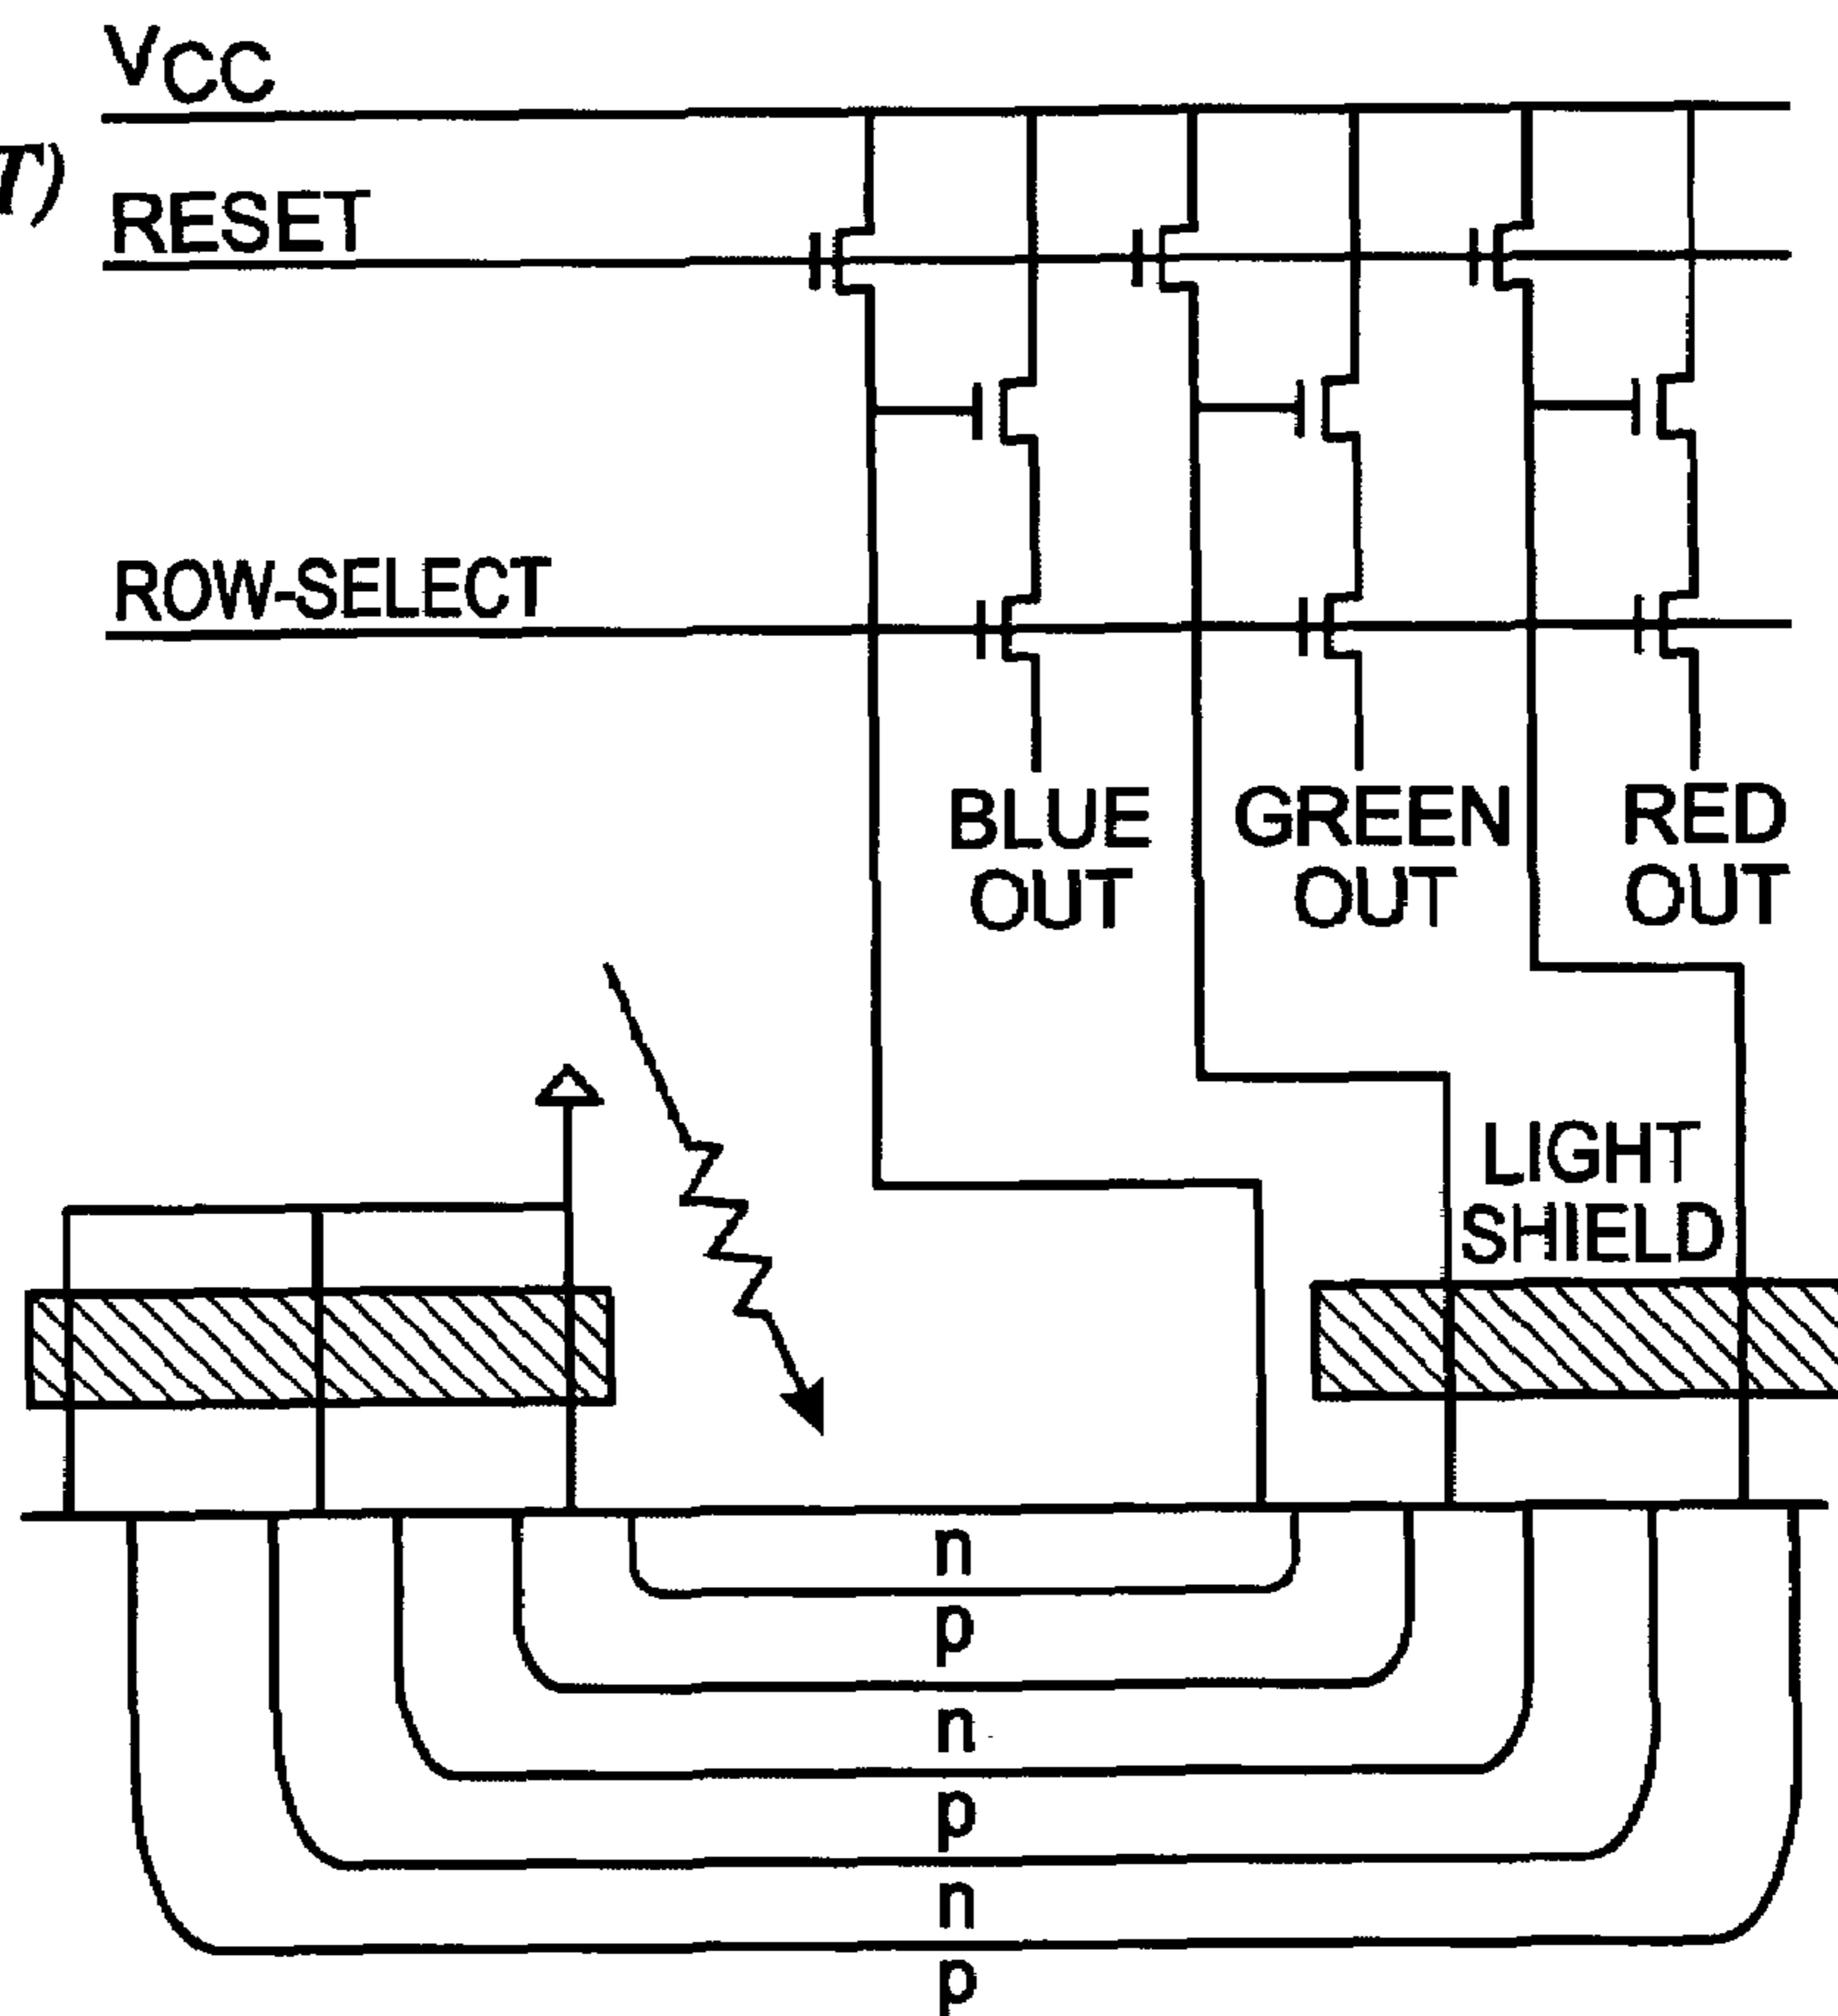 VCC
T)
RESET
ROW-SELECT
BLUE
OUT
GREEN
OUT
RED
OUT
LIGHT
SHIELD
n
p
n
p
n
p